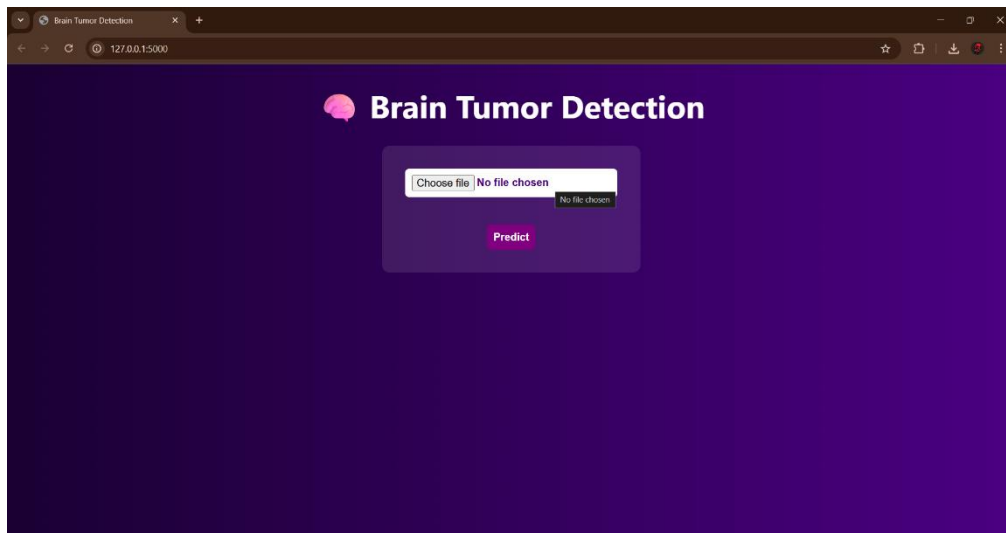 Brain Tumor Detection
127.0.0.1:5000
Brain Tumor Detection
Choose file No file chosen
No file chosen
Predict